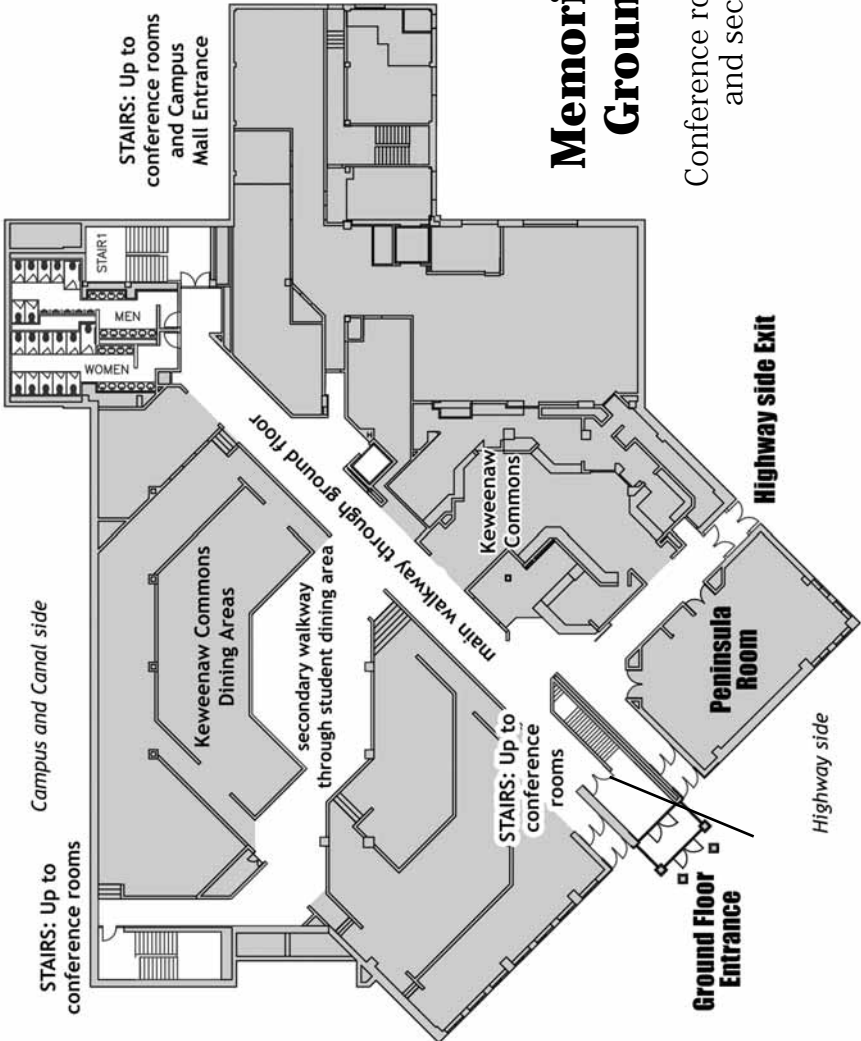 Memori
Groun
Conference ro
and sec
STAIRS: Up to
conference rooms
Campus and Canal side
STAIRS: Up to
conference rooms
and Campus
Mall Entrance
STAIR1
MEN
WOMEN
Keweenaw Commons
Dining Areas
secondary walkway
through student dining area
main walkway through ground floor
H
Keweenaw
Commons
STAIRS: Up to
conference
rooms
Peninsula
Room
Highway side Exit
Ground Floor
Entrance
Highway side